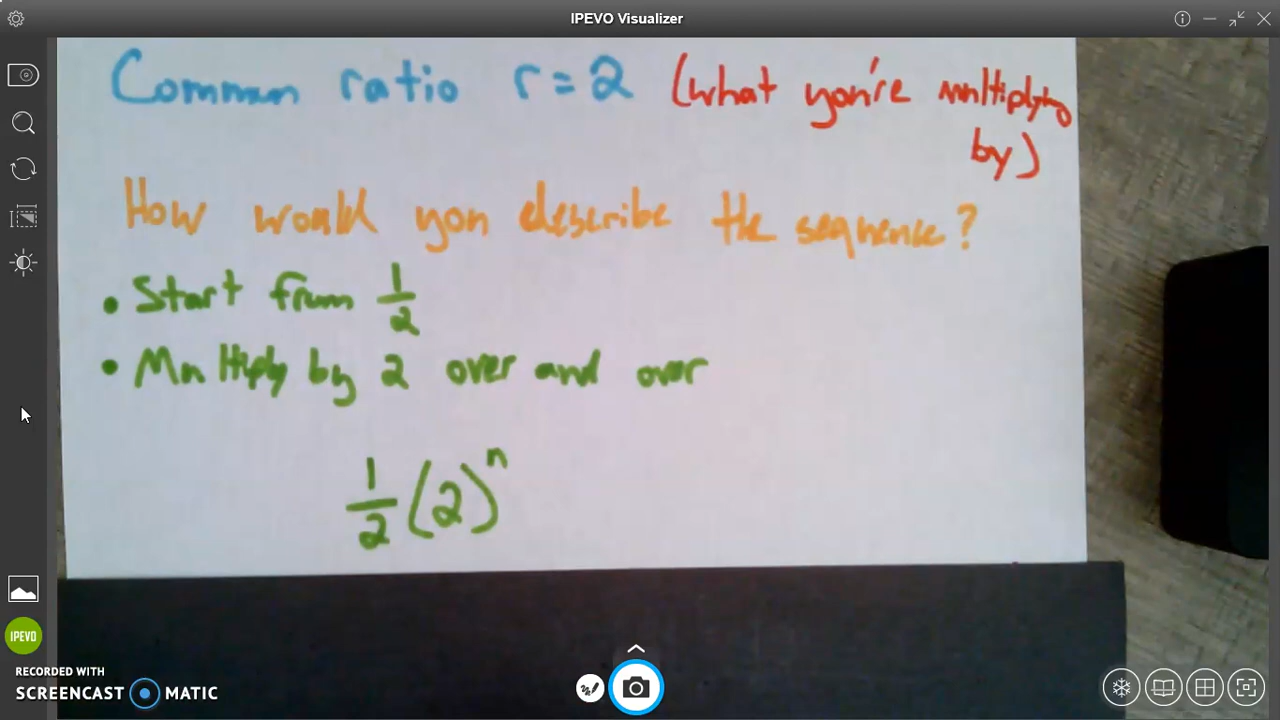 IPEVO Visualizer
Common ratio r = 2 (what you're multiplying
by)
How would you describe the sequence?
• Start from 1/2
• Multiply by 2 over and over
1/2 (2)^n
IPEVO
RECORDED WITH
SCREENCAST MATIC